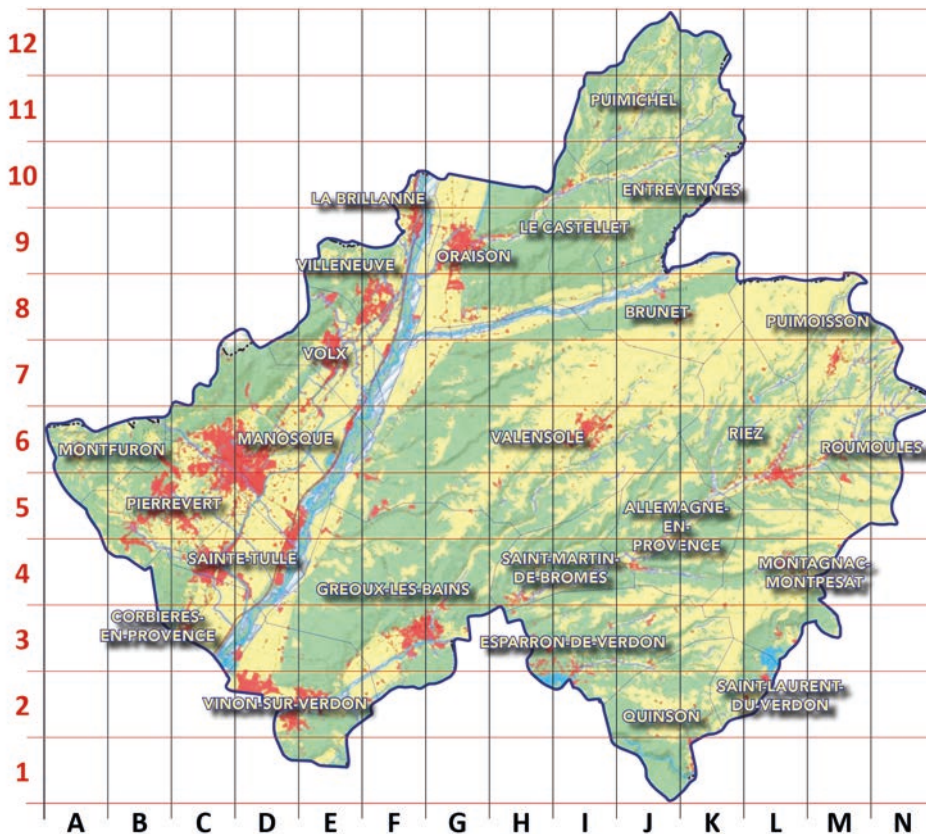 12
11
PUIMICHEL
10
ENTREVENNES
LA BRILLANNE
9
LE CASTELLET
ORAISON
VILLENEUVE
8
BRUNET
PUIMOISSON
VOLX
7
6
MONTFURON
MANOSQUE
VALENSOLE
RIEZ
ROUMOULES
5
PIERREVERT
ALLEMAGNE-
EN-
PROVENCE
4
SAINTE-TULLE
SAINT-MARTIN-
DE-BROMES
MONTAGNAC-
MONTPESAT
GREOUX-LES-BAINS
3
CORBIERES-
EN-PROVENCE
ESPARRON-DE-VERDON
2
VINON-SUR-VERDON
QUINSON
SAINT-LAURENT-
DU-VERDON
1
A B C D E F G H I J K L M N